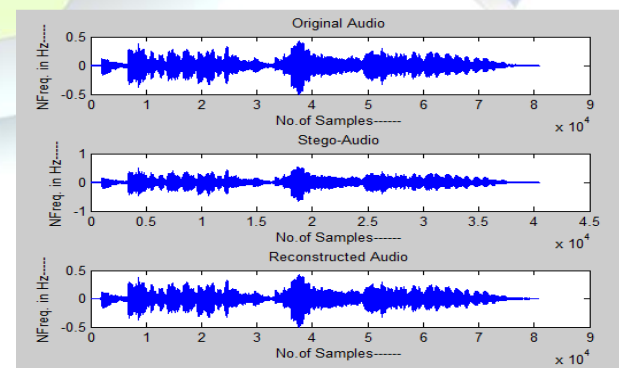 Original Audio
NFreq. in Hz-----
0.5
0
-0.5
0 1 2 3 4 5 6 7 8 9
No.of Samples------
x 10^4
Stego-Audio
NFreq. in Hz-----
1
0
-1
0 0.5 1 1.5 2 2.5 3 3.5 4 4.5
No.of Samples------
x 10^4
Reconstructed Audio
NFreq. in Hz-----
0.5
0
-0.5
0 1 2 3 4 5 6 7 8 9
No.of Samples------
x 10^4